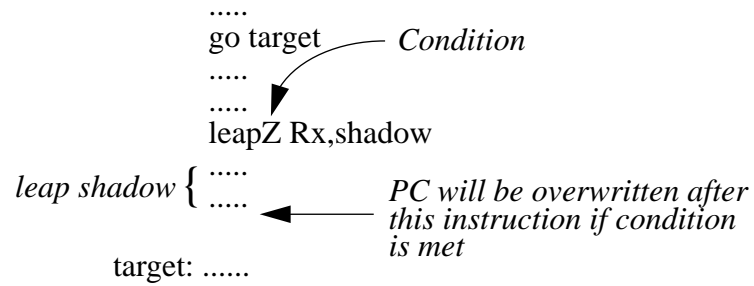 .....
go target
Condition
.....
.....
leapZ Rx,shadow
leap shadow { .....
.....
PC will be overwritten after
this instruction if condition
is met
target: ......